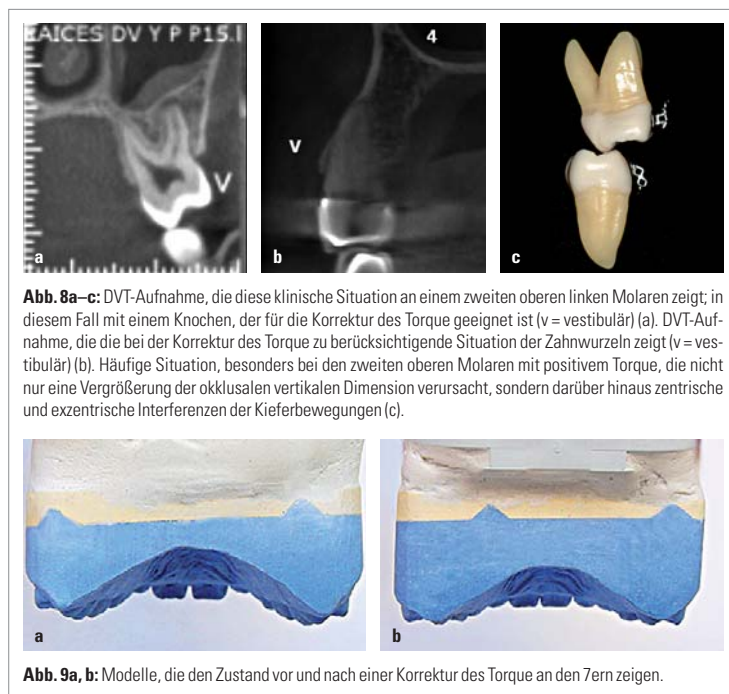 RAICES DV Y P P15.I
V
a
4
V
b
c
Abb. 8a–c: DVT-Aufnahme, die diese klinische Situation an einem zweiten oberen linken Molaren zeigt; in
diesem Fall mit einem Knochen, der für die Korrektur des Torque geeignet ist (v = vestibulär) (a). DVT-Auf-
nahme, die die bei der Korrektur des Torque zu berücksichtigende Situation der Zahnwurzeln zeigt (v = ves-
tibulär) (b). Häufige Situation, besonders bei den zweiten oberen Molaren mit positivem Torque, die nicht
nur eine Vergrößerung der okklusalen vertikalen Dimension verursacht, sondern darüber hinaus zentrische
und exzentrische Interferenzen der Kieferbewegungen (c).
a
b
Abb. 9a, b: Modelle, die den Zustand vor und nach einer Korrektur des Torque an den 7ern zeigen.